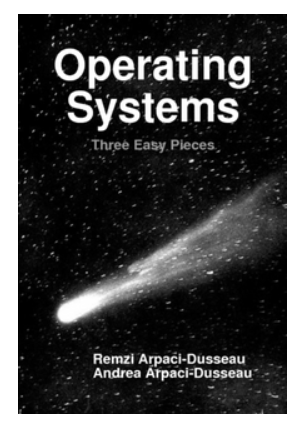 Operating
Systems
Three Easy Pieces
Remzi Arpaci-Dusseau
Andrea Arpaci-Dusseau